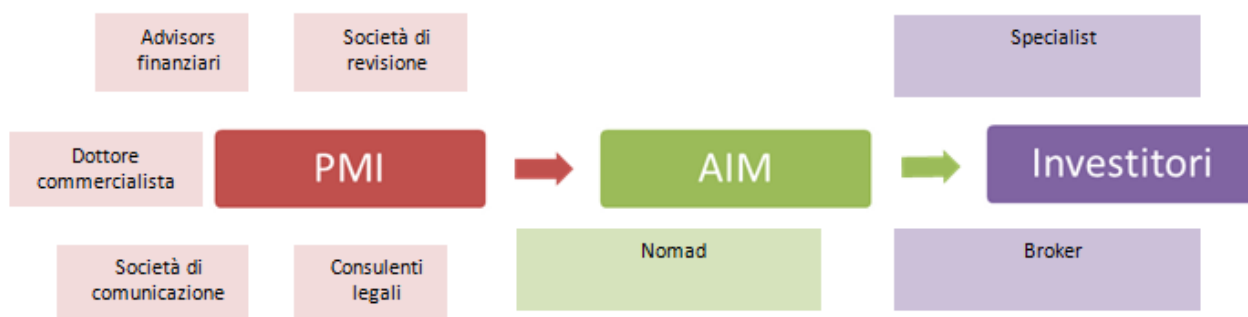 Advisors
finanziari
Società di
revisione
Specialist
Dottore
commercialista
PMI
AIM
Investitori
Società di
comunicazione
Consulenti
legali
Nomad
Broker